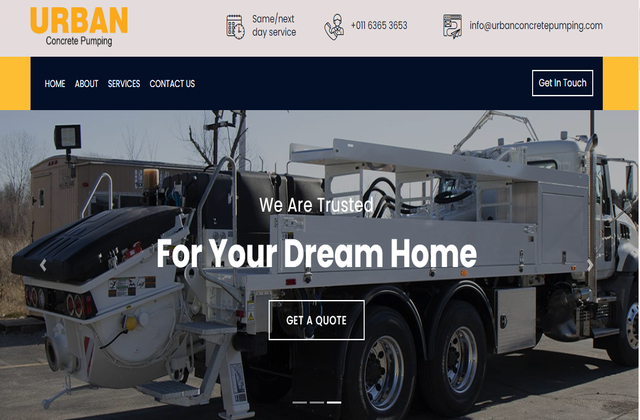 URBAN
Concrete Pumping
Same/next
day service
+011 6365 3653
info@urbanconcretepumping.com
HOME ABOUT SERVICES CONTACT US
Get In Touch
We Are Trusted
For Your Dream Home
GET A QUOTE